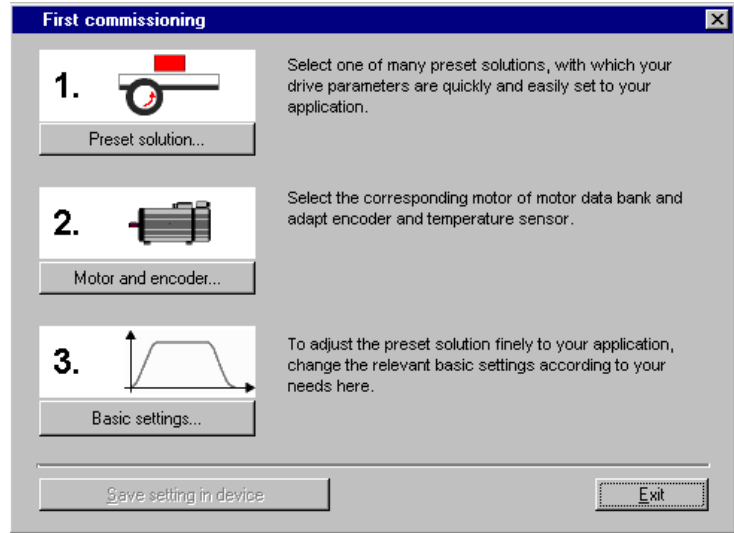 First commissioning
1.
Select one of many preset solutions, with which your
drive parameters are quickly and easily set to your
application.
Preset solution...
2.
Select the corresponding motor of motor data bank and
adapt encoder and temperature sensor.
Motor and encoder...
3.
To adjust the preset solution finely to your application,
change the relevant basic settings according to your
needs here.
Basic settings...
Save setting in device
Exit